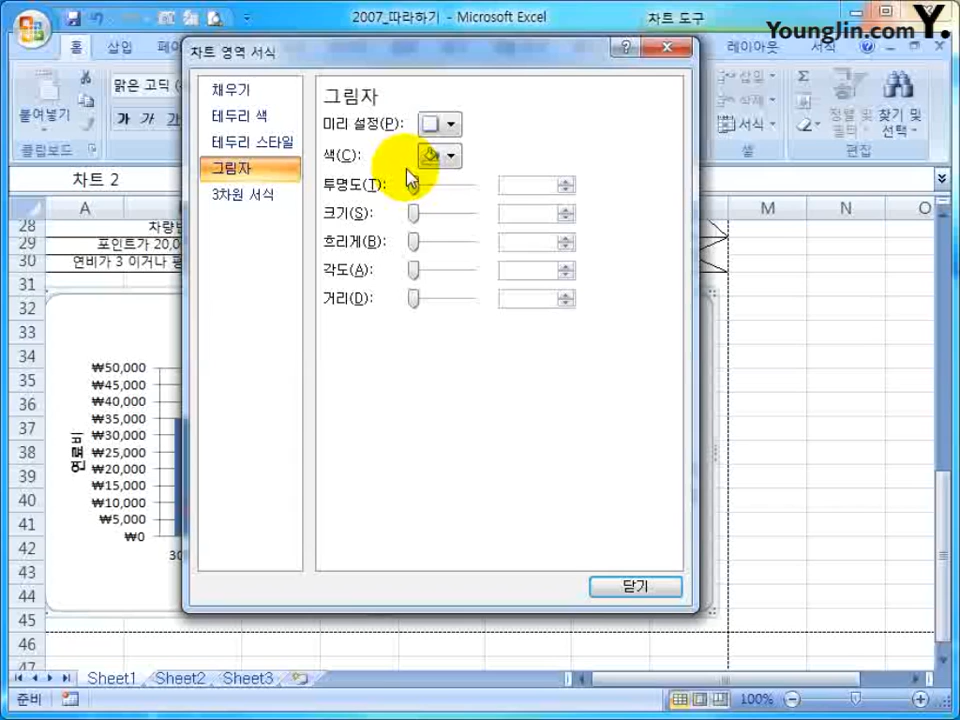 2007_따라하기 - Microsoft Excel
차트 도구
YoungJin.com Y.
홈
삽입
페이
레이아웃
서식
차트 영역 서식
맑은 고딕
붙여넣기
클립보드
가 가 가
삽입
삭제
서식
셀
정렬 및
필터
찾기 및
선택
편집
차트 2
채우기
테두리 색
테두리 스타일
그림자
3차원 서식
그림자
미리 설정(P):
색(C):
투명도(T):
크기(S):
흐리게(B):
각도(A):
거리(D):
닫기
A
M
N
O
28
29 포인트가 20,00
30 연비가 3 이거나
31
32
33
34
35
36
37
38
39
40
41
42
43
44
45
46
47
₩50,000
₩45,000
₩40,000
₩35,000
₩30,000
₩25,000
₩20,000
₩15,000
₩10,000
₩5,000
₩0
연료비
30
Sheet1 Sheet2 Sheet3
준비
100%